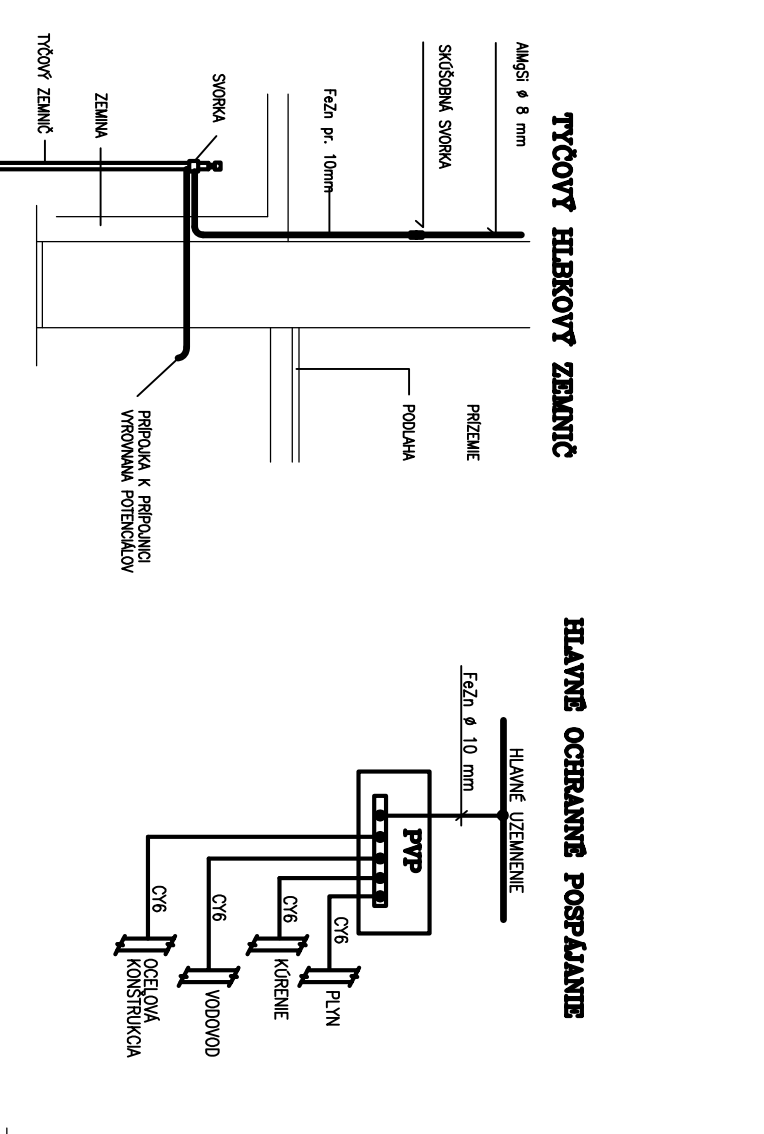 TYČOVÝ HLBKOVÝ ZEMNIČ
AlMgSi ø 8 mm
SKÚŠOBNÁ SVORKA
FeZn pr. 10mm
SVORKA
ZEMINA
TYČOVÝ ZEMNIČ
PRÍZEMIE
PODLAHA
PRÍPOJKA K PRÍPOJNICI
VYROVNANA POTENCIÁLOV
HLAVNÉ OCHRANNÉ POSPÁJANIE
HLAVNÉ UZEMNENIE
FeZn ø 10 mm
PVP
CY6
CY6
CY6
CY6
PLYN
KÚRENIE
VODOVOD
OCEĽOVÁ
KONŠTRUKCIA